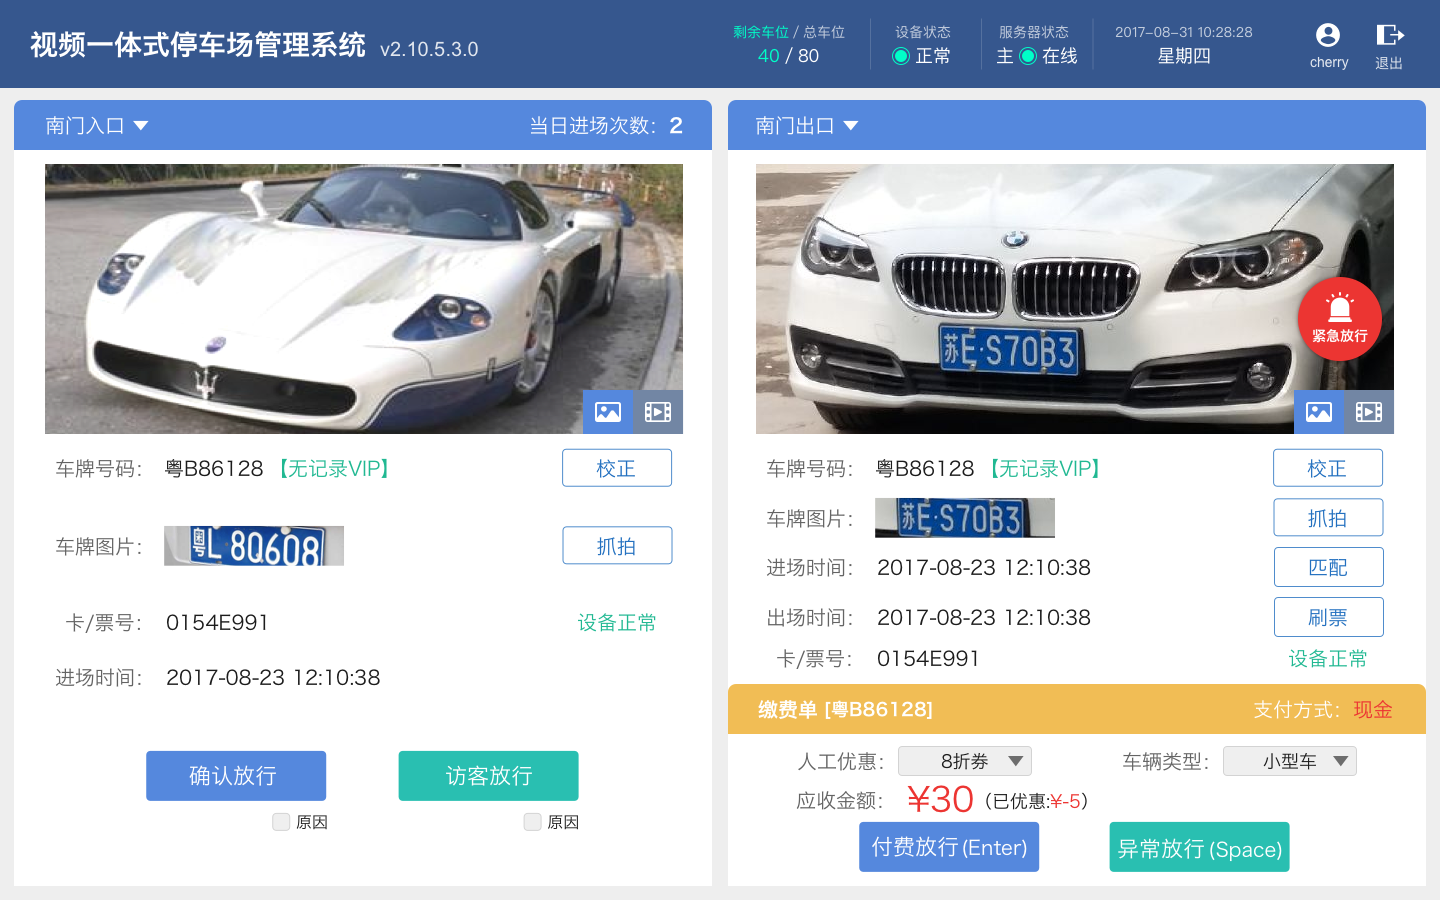 视频一体式停车场管理系统 v2.10.5.3.0
剩余车位 / 总车位
40 / 80
设备状态
正常
服务器状态
主 在线
2017-08-31 10:28:28
星期四
cherry
退出
南门入口
当日进场次数：2
车牌号码： 粤B86128 【无记录VIP】
校正
车牌图片： 粤L 8Q608
抓拍
卡/票号： 0154E991
设备正常
进场时间： 2017-08-23 12:10:38
确认放行
访客放行
原因
原因
南门出口
苏E·S70B3
紧急放行
车牌号码： 粤B86128 【无记录VIP】
校正
车牌图片： 苏E·S70B3
抓拍
进场时间： 2017-08-23 12:10:38
匹配
出场时间： 2017-08-23 12:10:38
刷票
卡/票号： 0154E991
设备正常
缴费单 [粤B86128]
支付方式：现金
人工优惠： 8折券
车辆类型： 小型车
应收金额： ¥30（已优惠:¥-5）
付费放行(Enter)
异常放行(Space)